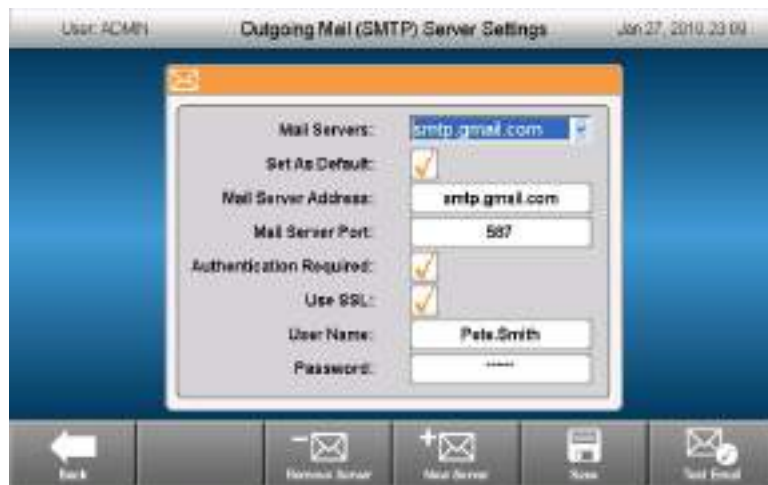 User: ADMIN
Outgoing Mail (SMTP) Server Settings
Jan 27, 2010 23:09
Mail Servers:
smtp.gmail.com
Set As Default:
Mail Server Address:
smtp.gmail.com
Mail Server Port:
587
Authentication Required:
Use SSL:
User Name:
Pete.Smith
Password:
Back
Remove Server
New Server
Save
Test Email